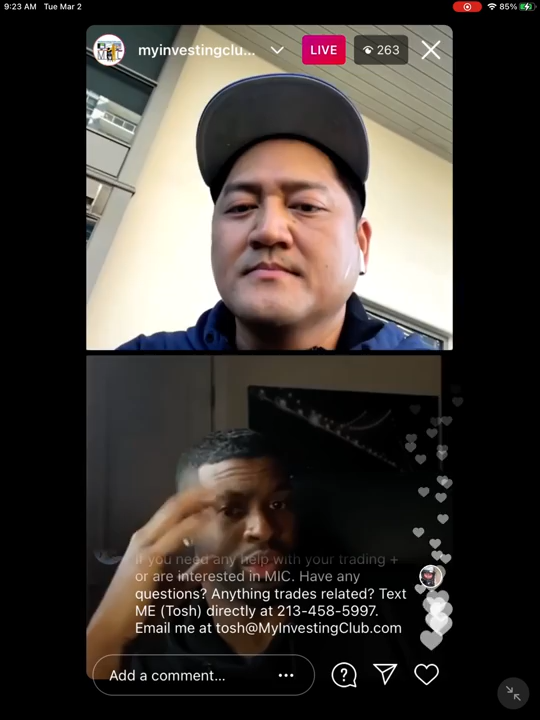 9:23 AM Tue Mar 2
85%
myinvestingclu...
LIVE
263
If you need any help with your trading +
or are interested in MIC. Have any
questions? Anything trades related? Text
ME (Tosh) directly at 213-458-5997.
Email me at tosh@MyInvestingClub.com
Add a comment...